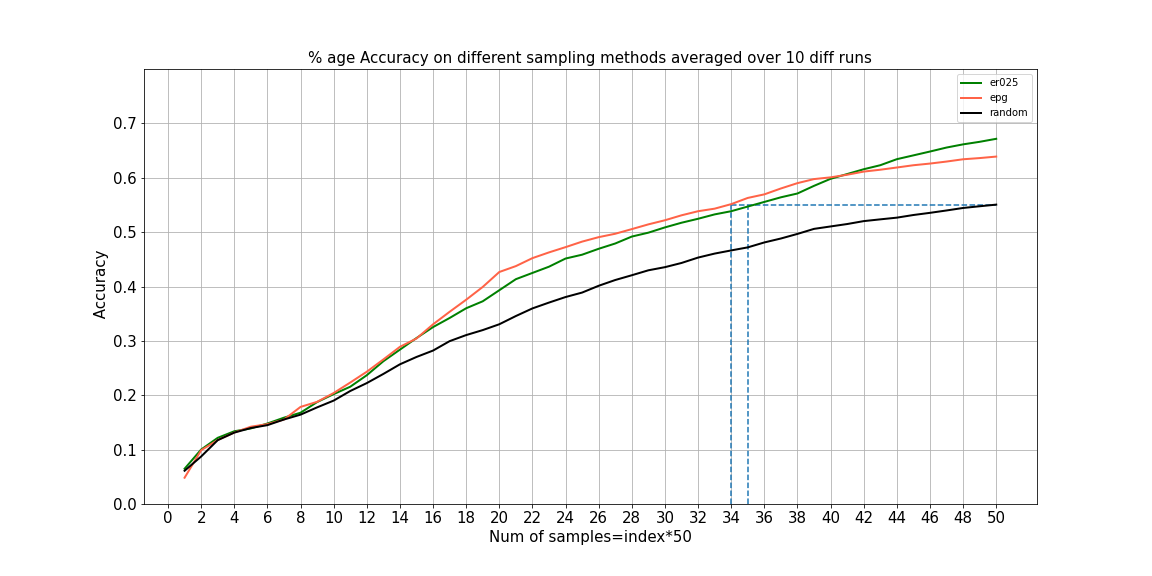 % age Accuracy on different sampling methods averaged over 10 diff runs
er025
epg
random
0.7
0.6
0.5
0.4
0.3
0.2
0.1
0.0
Accuracy
0 2 4 6 8 10 12 14 16 18 20 22 24 26 28 30 32 34 36 38 40 42 44 46 48 50
Num of samples=index*50